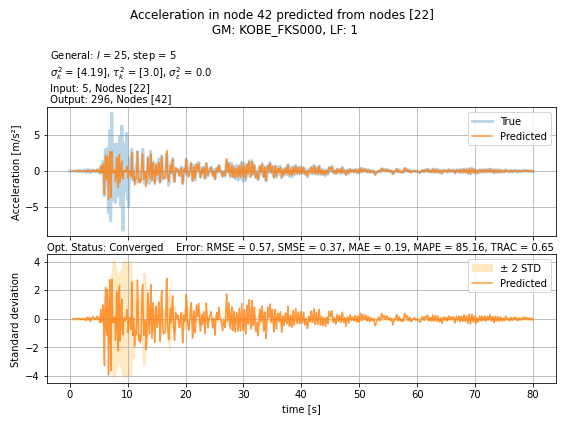 Acceleration in node 42 predicted from nodes [22]
GM: KOBE_FKS000, LF: 1
General: l = 25, step = 5
σ²ₖ = [4.19], τ²ₖ = [3.0], σ²ε = 0.0
Input: 5, Nodes [22]
Output: 296, Nodes [42]
Acceleration [m/s²]
5
0
−5
True
Predicted
Opt. Status: Converged Error: RMSE = 0.57, SMSE = 0.37, MAE = 0.19, MAPE = 85.16, TRAC = 0.65
Standard deviation
4
2
0
−2
−4
± 2 STD
Predicted
0 10 20 30 40 50 60 70 80
time [s]